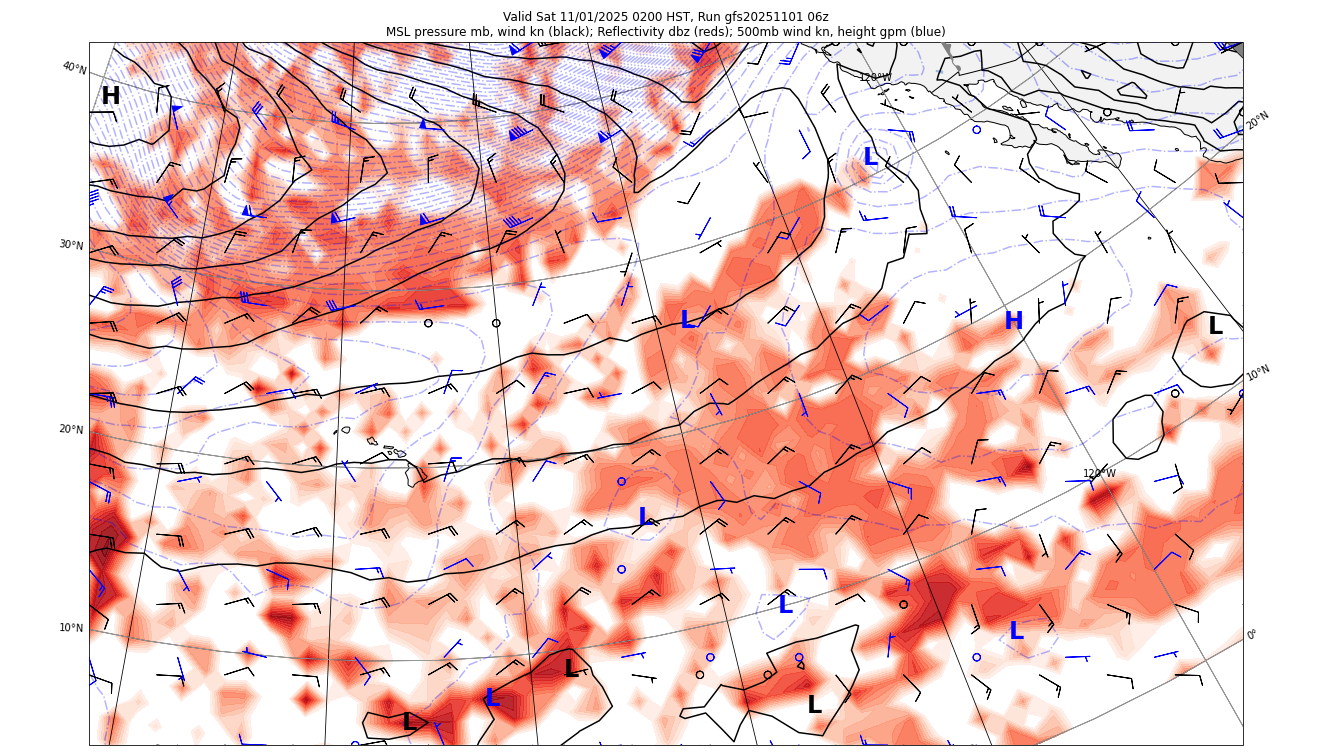 Valid Sat 11/01/2025 0200 HST, Run gfs20251101 06z
MSL pressure mb, wind kn (black); Reflectivity dbz (reds); 500mb wind kn, height gpm (blue)
40°N
120°W
H
20°N
L
30°N
L
H
L
10°N
20°N
120°W
L
L
10°N
L
0°
L
L
L
L